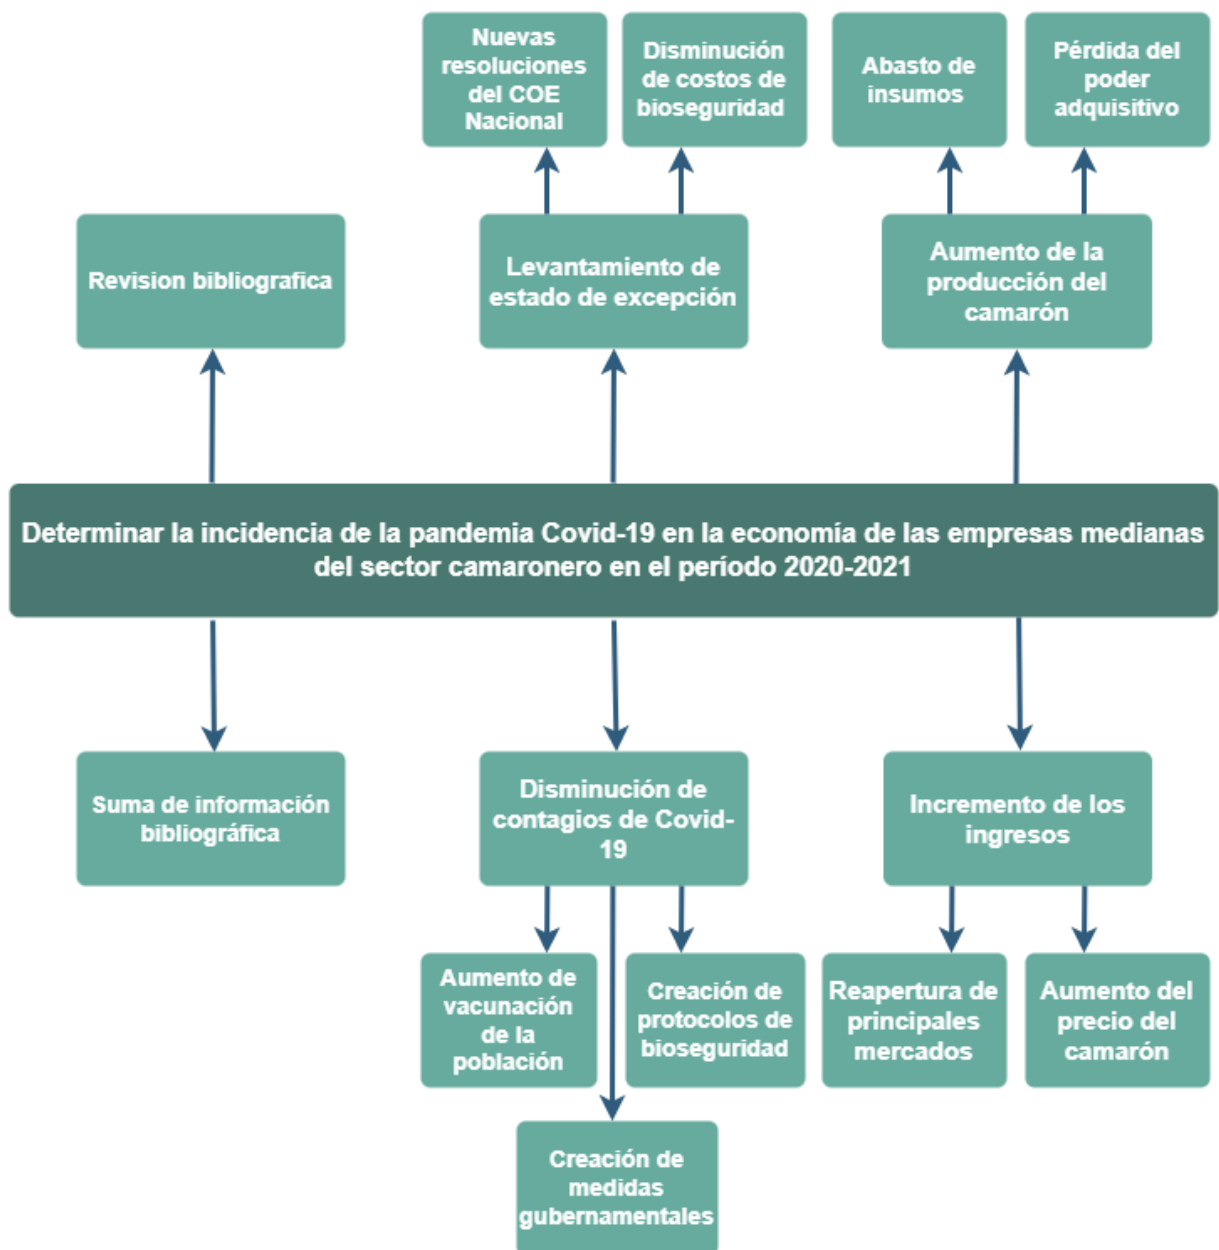 Nuevas
resoluciones
del COE
Nacional
Disminución
de costos de
bioseguridad
Abasto de
insumos
Pérdida del
poder
adquisitivo
Revision bibliografica
Levantamiento de
estado de excepción
Aumento de la
producción del
camarón
Determinar la incidencia de la pandemia Covid-19 en la economía de las empresas medianas
del sector camaronero en el período 2020-2021
Suma de información
bibliográfica
Disminución de
contagios de Covid-
19
Incremento de los
ingresos
Aumento de
vacunación
de la
población
Creación de
protocolos de
bioseguridad
Reapertura de
principales
mercados
Aumento del
precio del
camarón
Creación de
medidas
gubernamentales